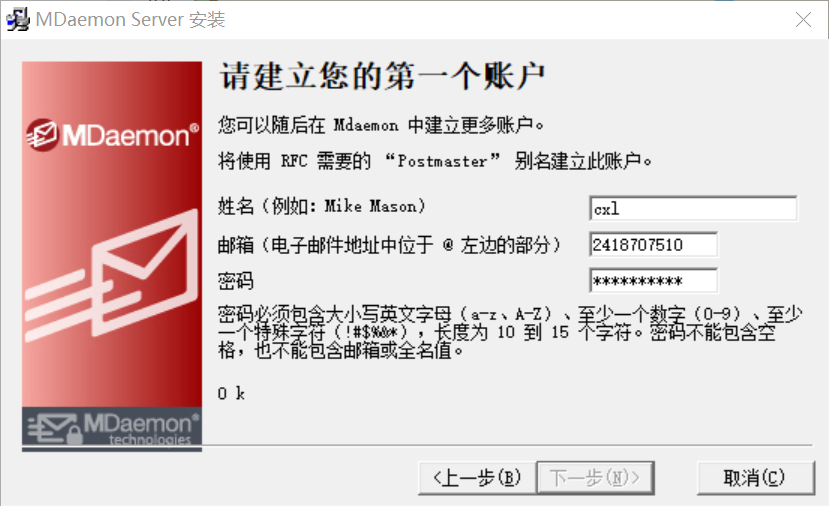 MDaemon Server 安装
请建立您的第一个账户
您可以随后在 Mdaemon 中建立更多账户。
将使用 RFC 需要的 “Postmaster” 别名建立此账户。
姓名（例如：Mike Mason） cxl
邮箱（电子邮件地址中位于 @ 左边的部分） 2418707510
密码 **********
密码必须包含大小写英文字母（a-z、A-Z）、至少一个数字（0-9）、至少
一个特殊字符（!#$%&*），长度为 10 到 15 个字符。密码不能包含空
格，也不能包含邮箱或全名值。
0 k
MDaemon®
MDaemon®
technologies
<上一步(B)
下一步(N)>
取消(C)